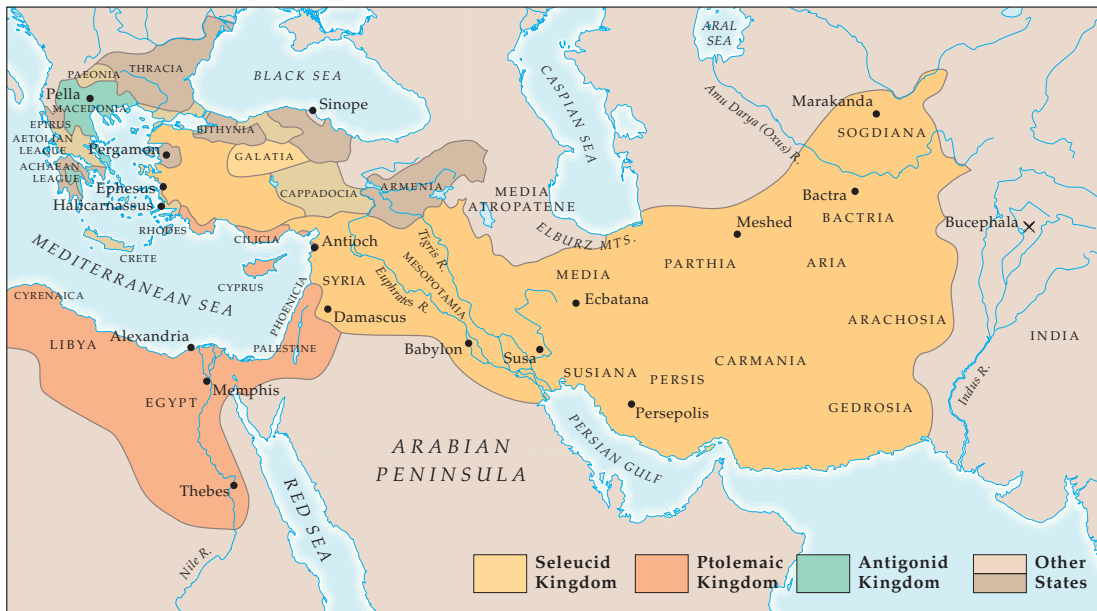 ARAL
SEA
THRACIA
PAEONIA
BLACK SEA
CASPIAN SEA
Pella
MACEDONIA
Sinope
Amu Darya (Oxus) R.
Marakanda
SOGDIANA
EPIRUS
AETOLIAN
LEAGUE
BITHYNIA
Pergamon
GALATIA
ACHAEAN
LEAGUE
Ephesus
CAPPADOCIA
ARMENIA
MEDIA
ATROPATENE
Bactra
Halicarnassus
BACTRIA
Bucephala
RHODES
CILICIA
Antioch
Tigris R.
ELBURZ MTS.
Meshed
MEDITERRANEAN SEA
CRETE
MESOPOTAMIA
PARTHIA
ARIA
CYPRUS
SYRIA
Euphrates R.
MEDIA
CYRENAICA
PHOENICIA
Ecbatana
Damascus
ARACHOSIA
Alexandria
LIBYA
PALESTINE
Babylon
Susa
CARMANIA
INDIA
SUSIANA
PERSIS
Memphis
EGYPT
Persepolis
GEDROSIA
Indus R.
ARABIAN
PENINSULA
PERSIAN GULF
Thebes
RED SEA
Nile R.
Seleucid
Kingdom
Ptolemaic
Kingdom
Antigonid
Kingdom
Other
States